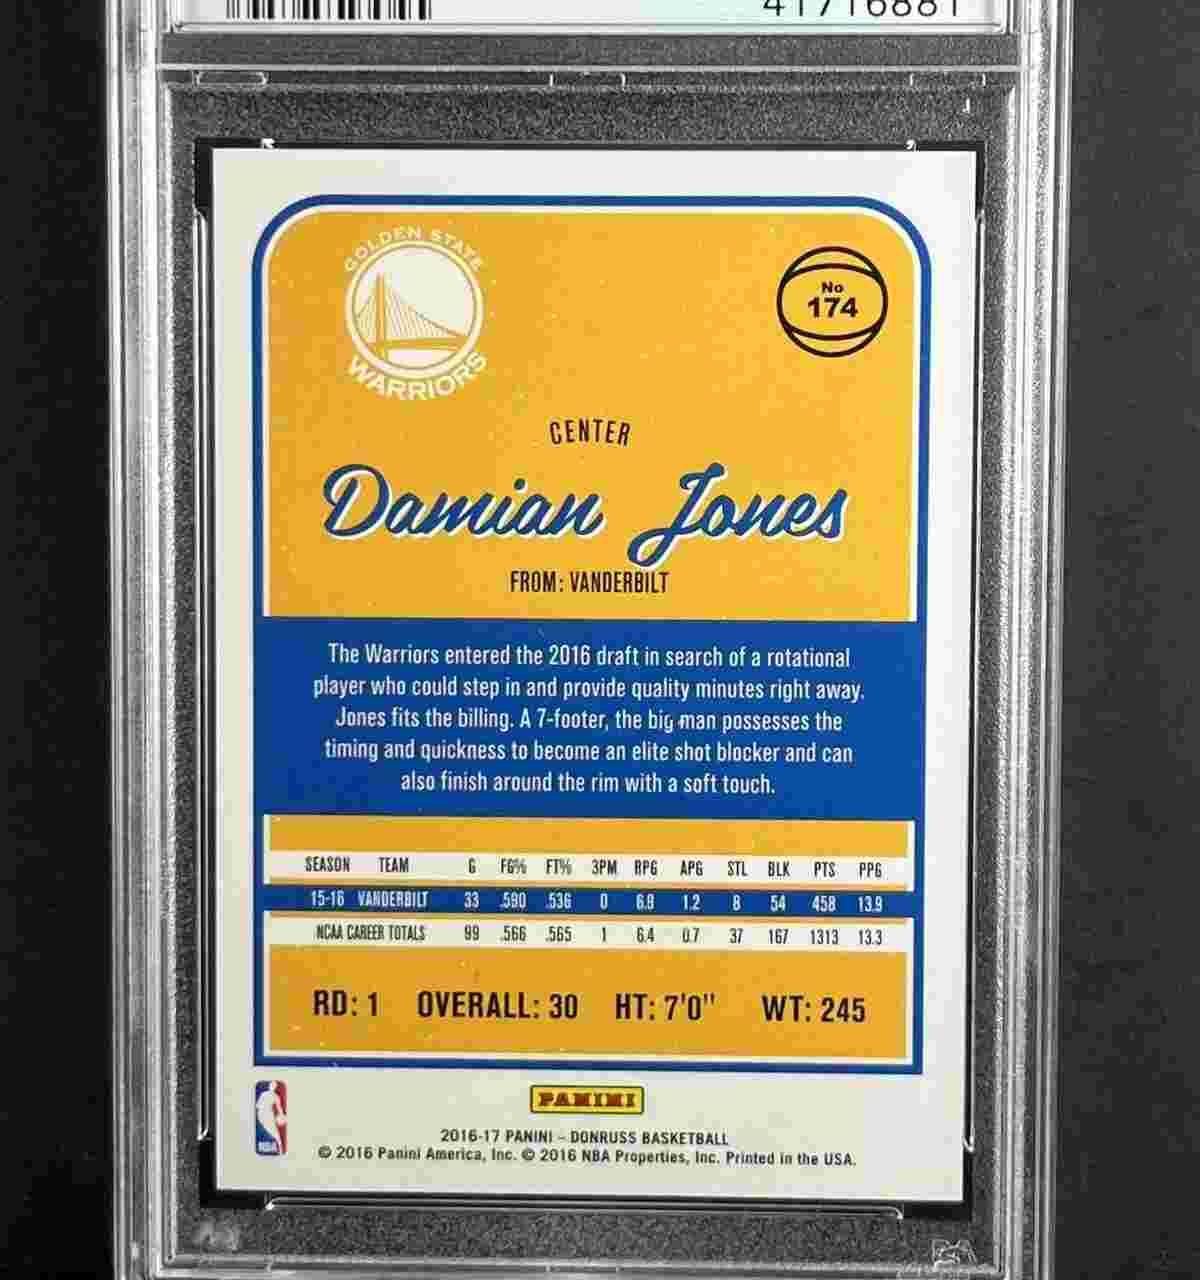 41716881
GOLDEN STATE
WARRIORS
No
174
CENTER
Damian Jones
FROM: VANDERBILT
The Warriors entered the 2016 draft in search of a rotational
player who could step in and provide quality minutes right away.
Jones fits the billing. A 7-footer, the big man possesses the
timing and quickness to become an elite shot blocker and can
also finish around the rim with a soft touch.
SEASON TEAM G FG% FT% 3PM RPG APG STL BLK PTS PPG
15-16 VANDERBILT 33 .590 .536 0 6.9 1.2 8 54 458 13.9
NCAA CAREER TOTALS 99 .566 .565 1 6.4 0.7 37 167 1313 13.3
RD: 1 OVERALL: 30 HT: 7'0" WT: 245
NBA
PANINI
2016-17 PANINI – DONRUSS BASKETBALL
© 2016 Panini America, Inc. © 2016 NBA Properties, Inc. Printed in the USA.